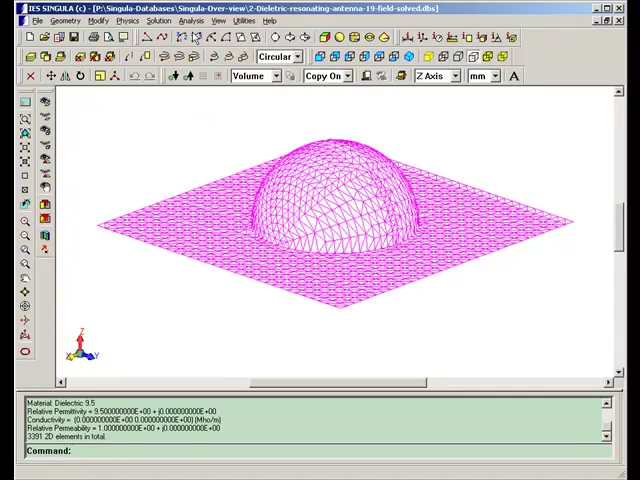 IES SINGULA (c) - [P:\Singula-Databases\Singula-Over-view\2-Dieletric-resonating-antenna-19-field-solved.dbs]
File Geometry Modify Physics Solution Analysis View Utilities Help
Circular
Volume Copy On Z Axis mm A
Z
X Y
Material: Dielectric 9.5
Relative Permittivity = 9.500000000E+00 + j0.000000000E+00
Conductivity = (0.000000000E+00 0.000000000E+00) (Mho/m)
Relative Permeability = 1.000000000E+00 + j0.000000000E+00
3391 2D elements in total.
Command: